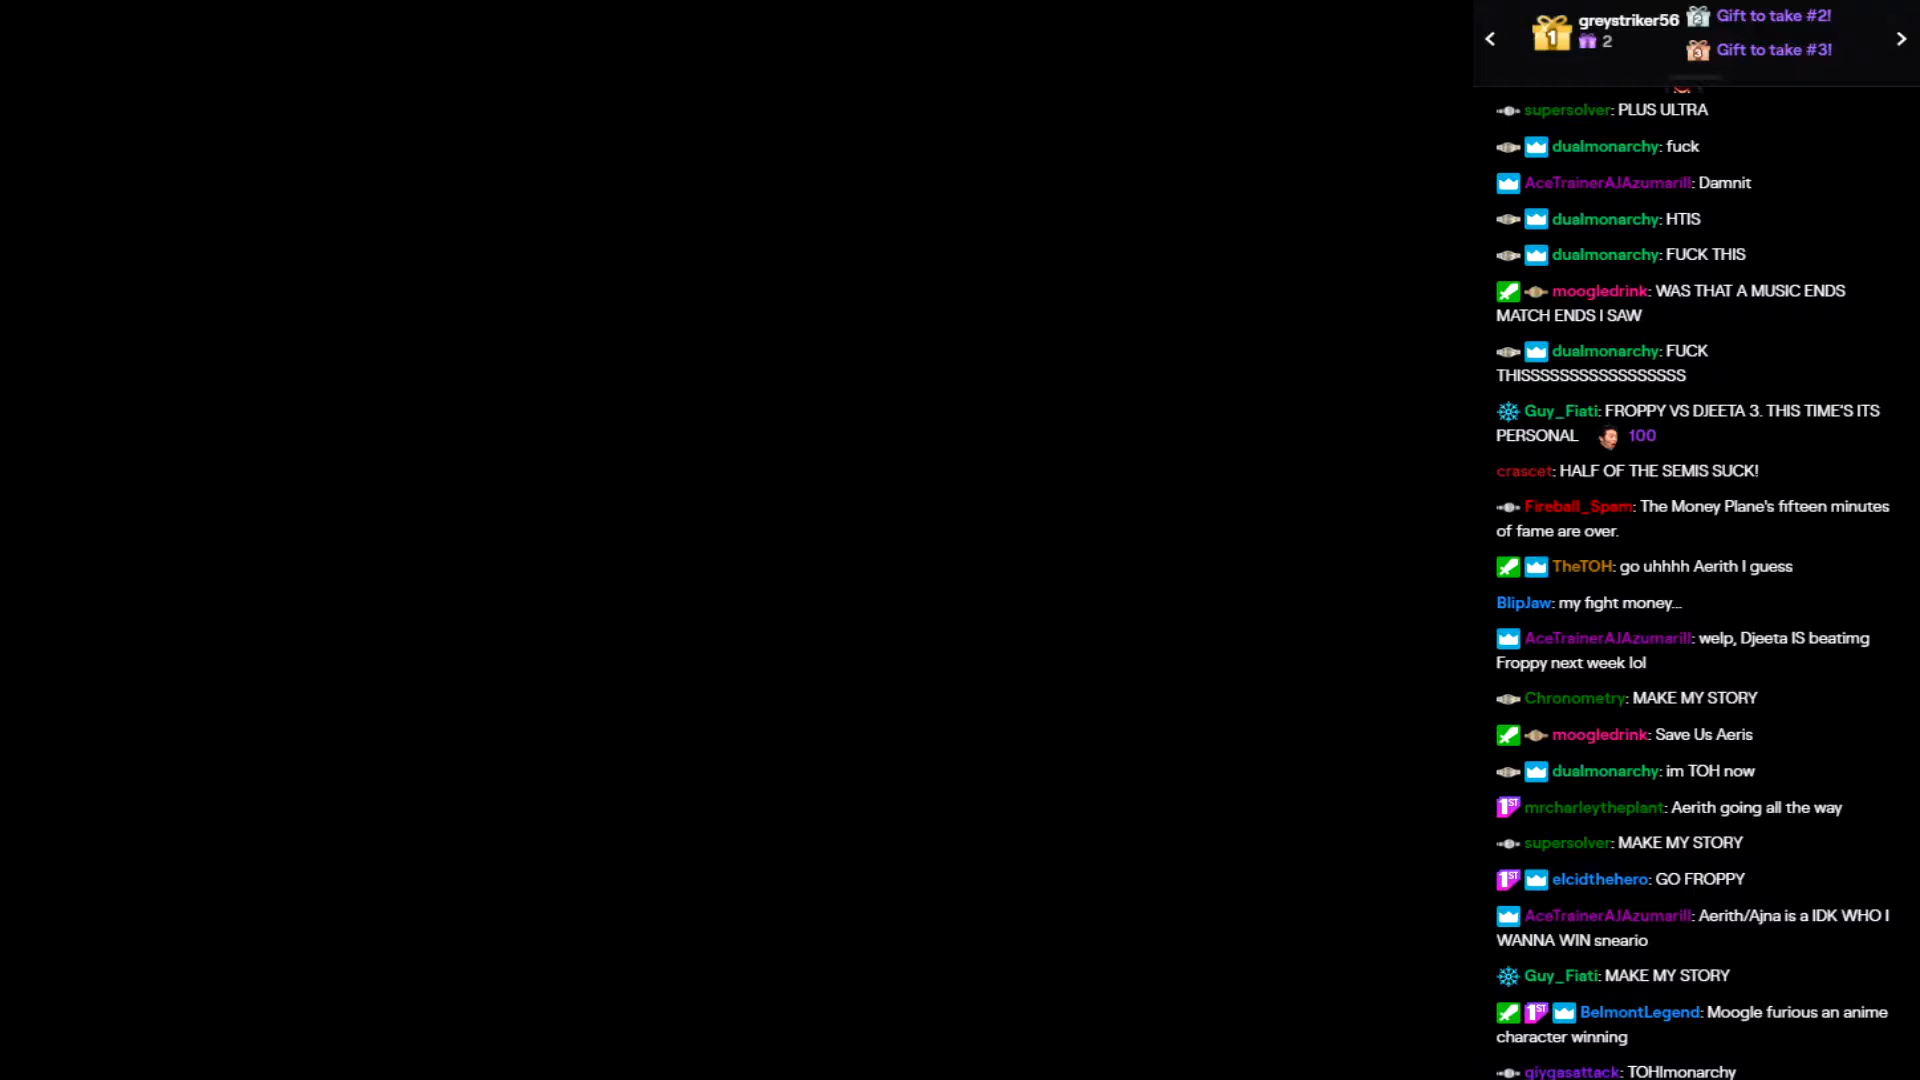 greystriker56
2
Gift to take #2!
Gift to take #3!
supersolver: PLUS ULTRA
dualmonarchy: fuck
AceTrainerAJAzumarill: Damnit
dualmonarchy: HTIS
dualmonarchy: FUCK THIS
moogledrink: WAS THAT A MUSIC ENDS
MATCH ENDS I SAW
dualmonarchy: FUCK
THISSSSSSSSSSSSSSSSS
Guy_Fiati: FROPPY VS DJEETA 3. THIS TIME'S ITS
PERSONAL 100
crascet: HALF OF THE SEMIS SUCK!
Fireball_Spam: The Money Plane's fifteen minutes
of fame are over.
TheTOH: go uhhhh Aerith I guess
BlipJaw: my fight money...
AceTrainerAJAzumarill: welp, Djeeta IS beatimg
Froppy next week lol
Chronometry: MAKE MY STORY
moogledrink: Save Us Aeris
dualmonarchy: im TOH now
mrcharleytheplant: Aerith going all the way
supersolver: MAKE MY STORY
elcidthehero: GO FROPPY
AceTrainerAJAzumarill: Aerith/Ajna is a IDK WHO I
WANNA WIN sneario
Guy_Fiati: MAKE MY STORY
BelmontLegend: Moogle furious an anime
character winning
giygasattack: TOHImonarchy